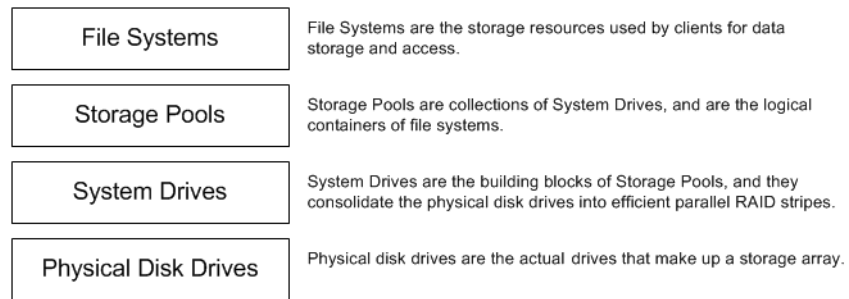 File Systems
File Systems are the storage resources used by clients for data
storage and access.
Storage Pools
Storage Pools are collections of System Drives, and are the logical
containers of file systems.
System Drives
System Drives are the building blocks of Storage Pools, and they
consolidate the physical disk drives into efficient parallel RAID stripes.
Physical Disk Drives
Physical disk drives are the actual drives that make up a storage array.